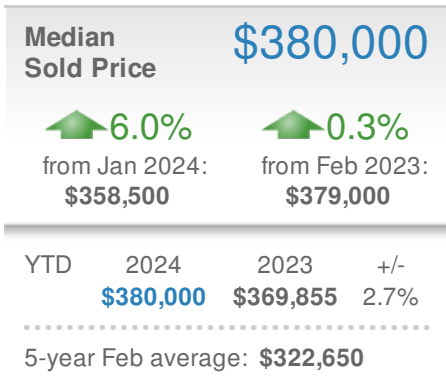 Median
Sold Price
$380,000
6.0%
from Jan 2024:
$358,500
0.3%
from Feb 2023:
$379,000
YTD 2024 2023 +/-
$380,000 $369,855 2.7%
5-year Feb average: $322,650